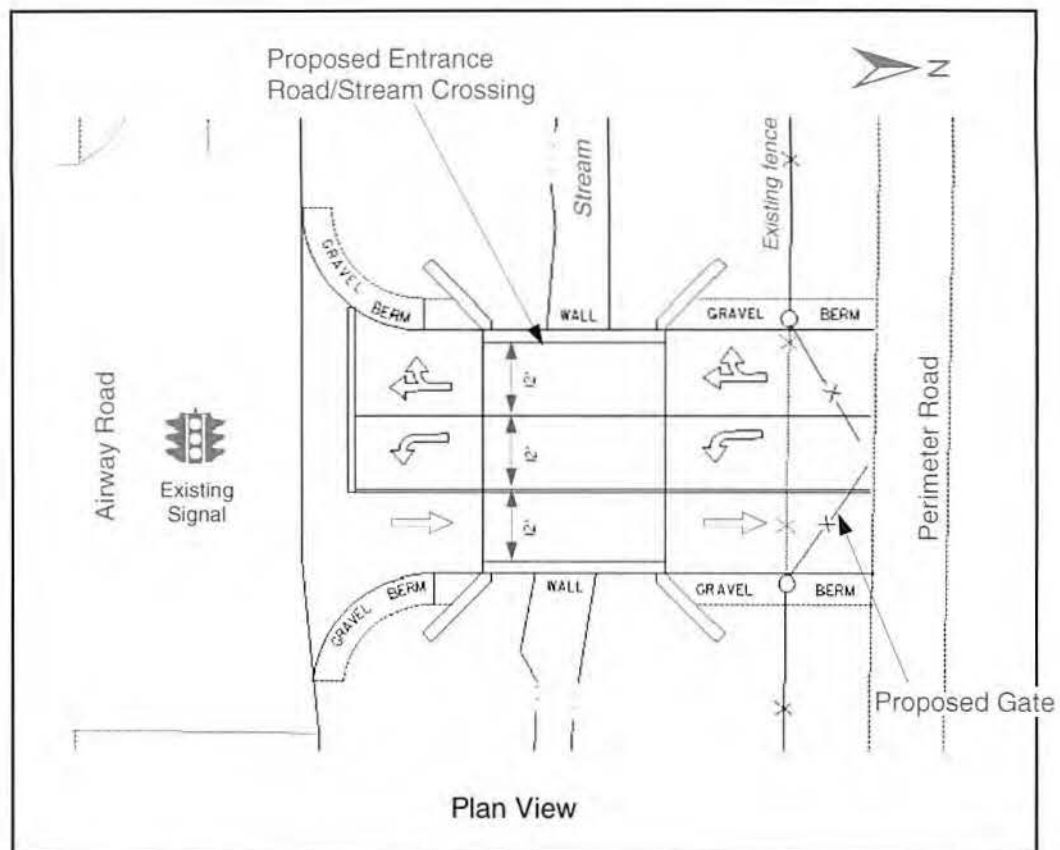 Proposed Entrance
Road/Stream Crossing
N
Stream
Existing fence
GRAVEL BERM
WALL
GRAVEL BERM
12'
12'
12'
Airway Road
Existing
Signal
Perimeter Road
GRAVEL BERM
WALL
GRAVEL BERM
Proposed Gate
Plan View